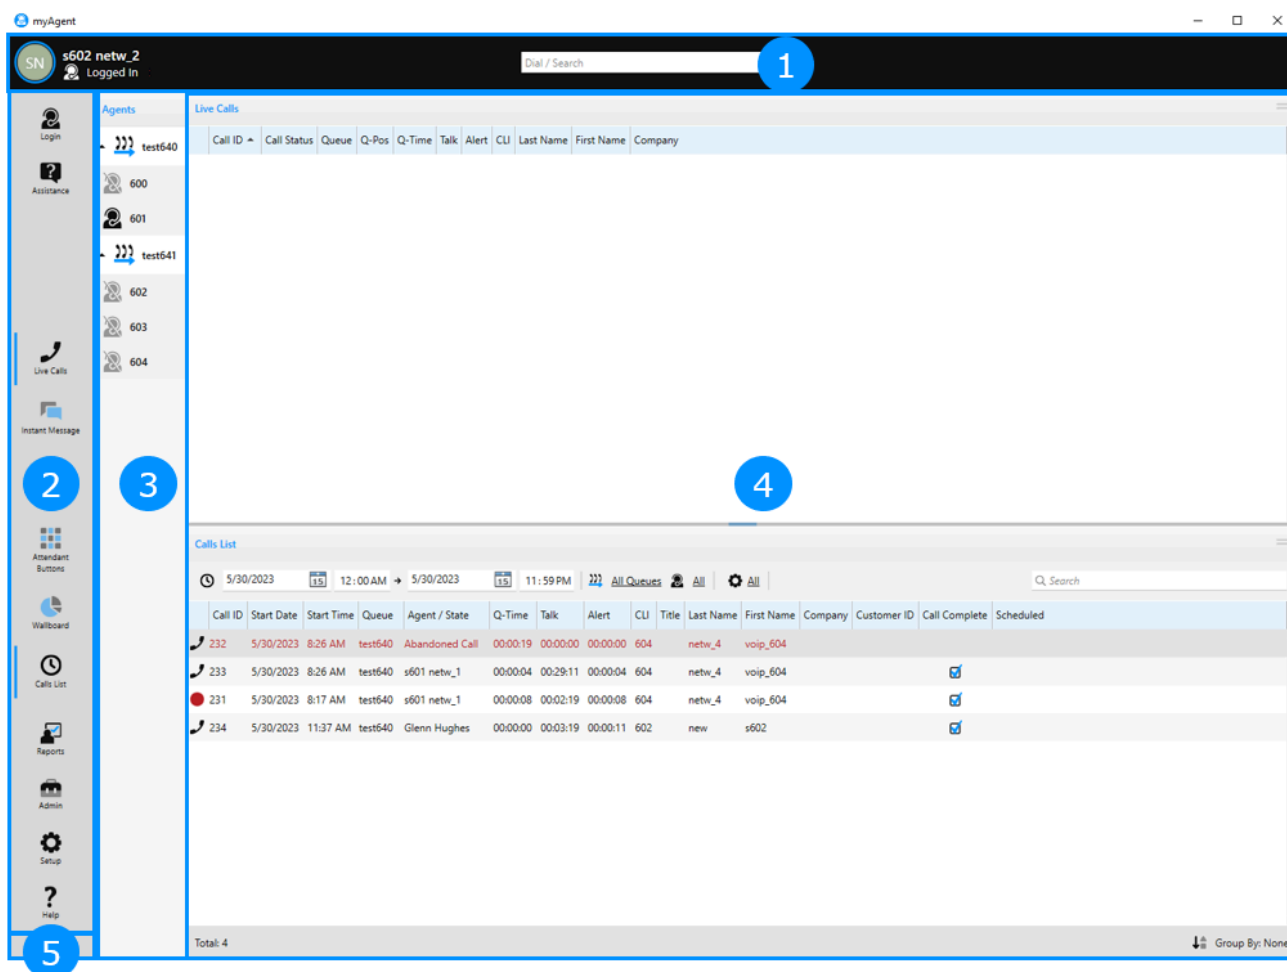 myAgent
SN
s602 netw_2
Logged In
Dial / Search
1
Login
Assistance
Live Calls
Instant Message
2
Attendant
Buttons
Wallboard
Calls List
Reports
Admin
Setup
Help
5
Agents
test640
600
601
test641
602
603
604
3
Live Calls
Call ID Call Status Queue Q-Pos Q-Time Talk Alert CLI Last Name First Name Company
4
Calls List
5/30/2023 15 12:00 AM 5/30/2023 15 11:59 PM All Queues All All Search
Call ID Start Date Start Time Queue Agent / State Q-Time Talk Alert CLI Title Last Name First Name Company Customer ID Call Complete Scheduled
232 5/30/2023 8:26 AM test640 Abandoned Call 00:00:19 00:00:00 00:00:00 604 netw_4 voip_604
233 5/30/2023 8:26 AM test640 s601 netw_1 00:00:04 00:29:11 00:00:04 604 netw_4 voip_604
231 5/30/2023 8:17 AM test640 s601 netw_1 00:00:08 00:02:19 00:00:08 604 netw_4 voip_604
234 5/30/2023 11:37 AM test640 Glenn Hughes 00:00:00 00:03:19 00:00:11 602 new s602
Total: 4 Group By: None